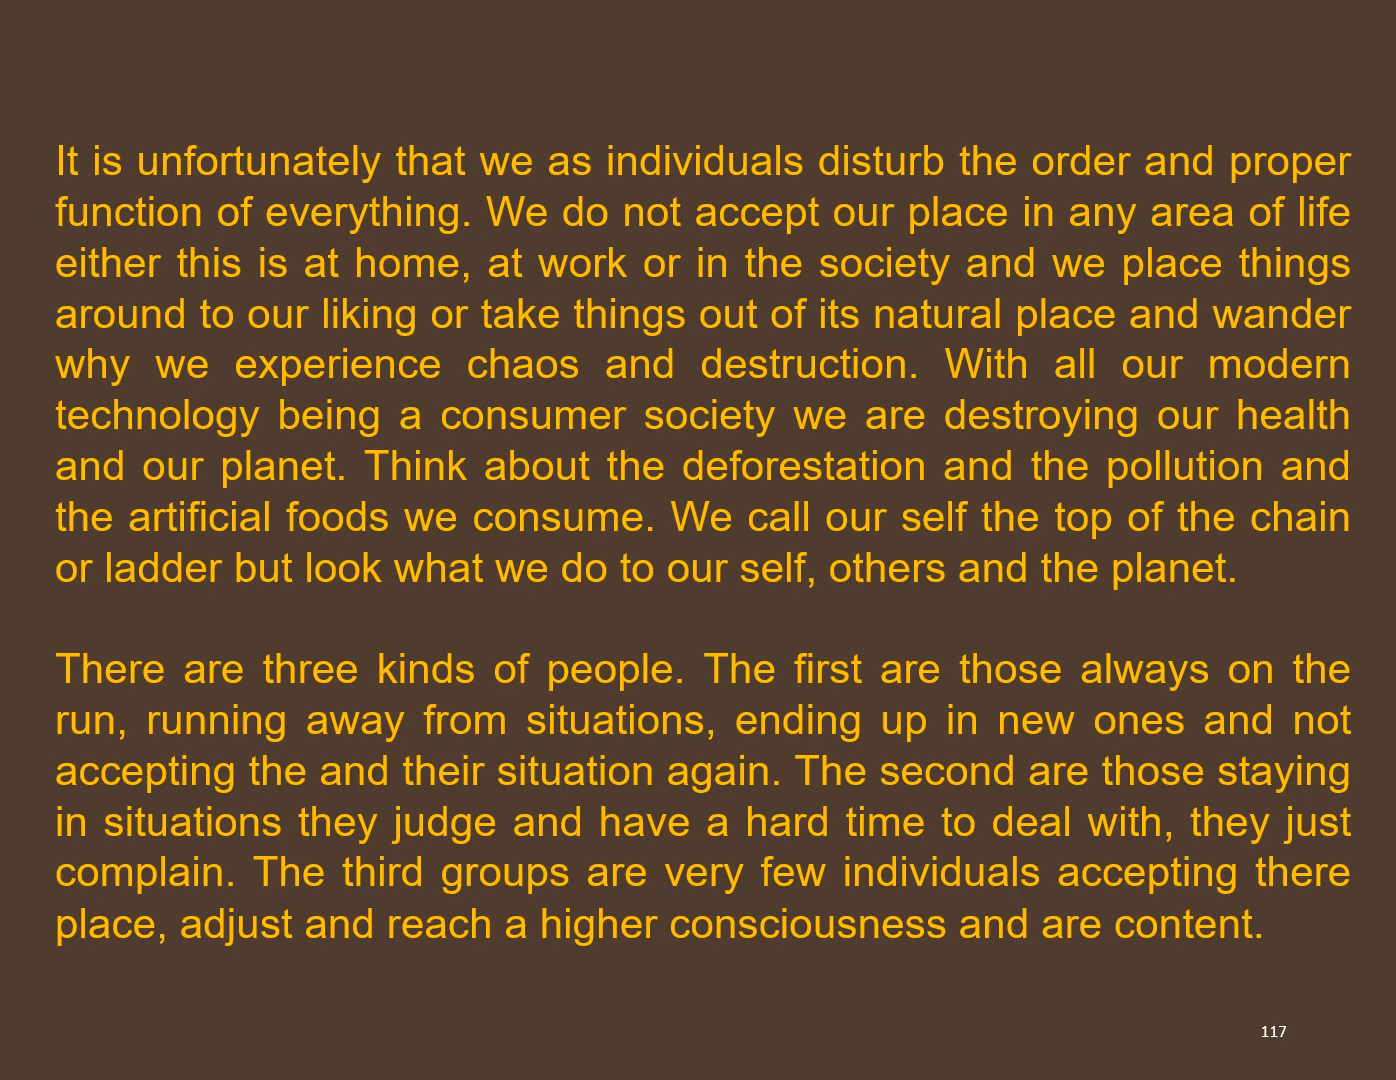 It is unfortunately that we as individuals disturb the order and proper
function of everything. We do not accept our place in any area of life
either this is at home, at work or in the society and we place things
around to our liking or take things out of its natural place and wander
why we experience chaos and destruction. With all our modern
technology being a consumer society we are destroying our health
and our planet. Think about the deforestation and the pollution and
the artificial foods we consume. We call our self the top of the chain
or ladder but look what we do to our self, others and the planet.
There are three kinds of people. The first are those always on the
run, running away from situations, ending up in new ones and not
accepting the and their situation again. The second are those staying
in situations they judge and have a hard time to deal with, they just
complain. The third groups are very few individuals accepting there
place, adjust and reach a higher consciousness and are content.
117